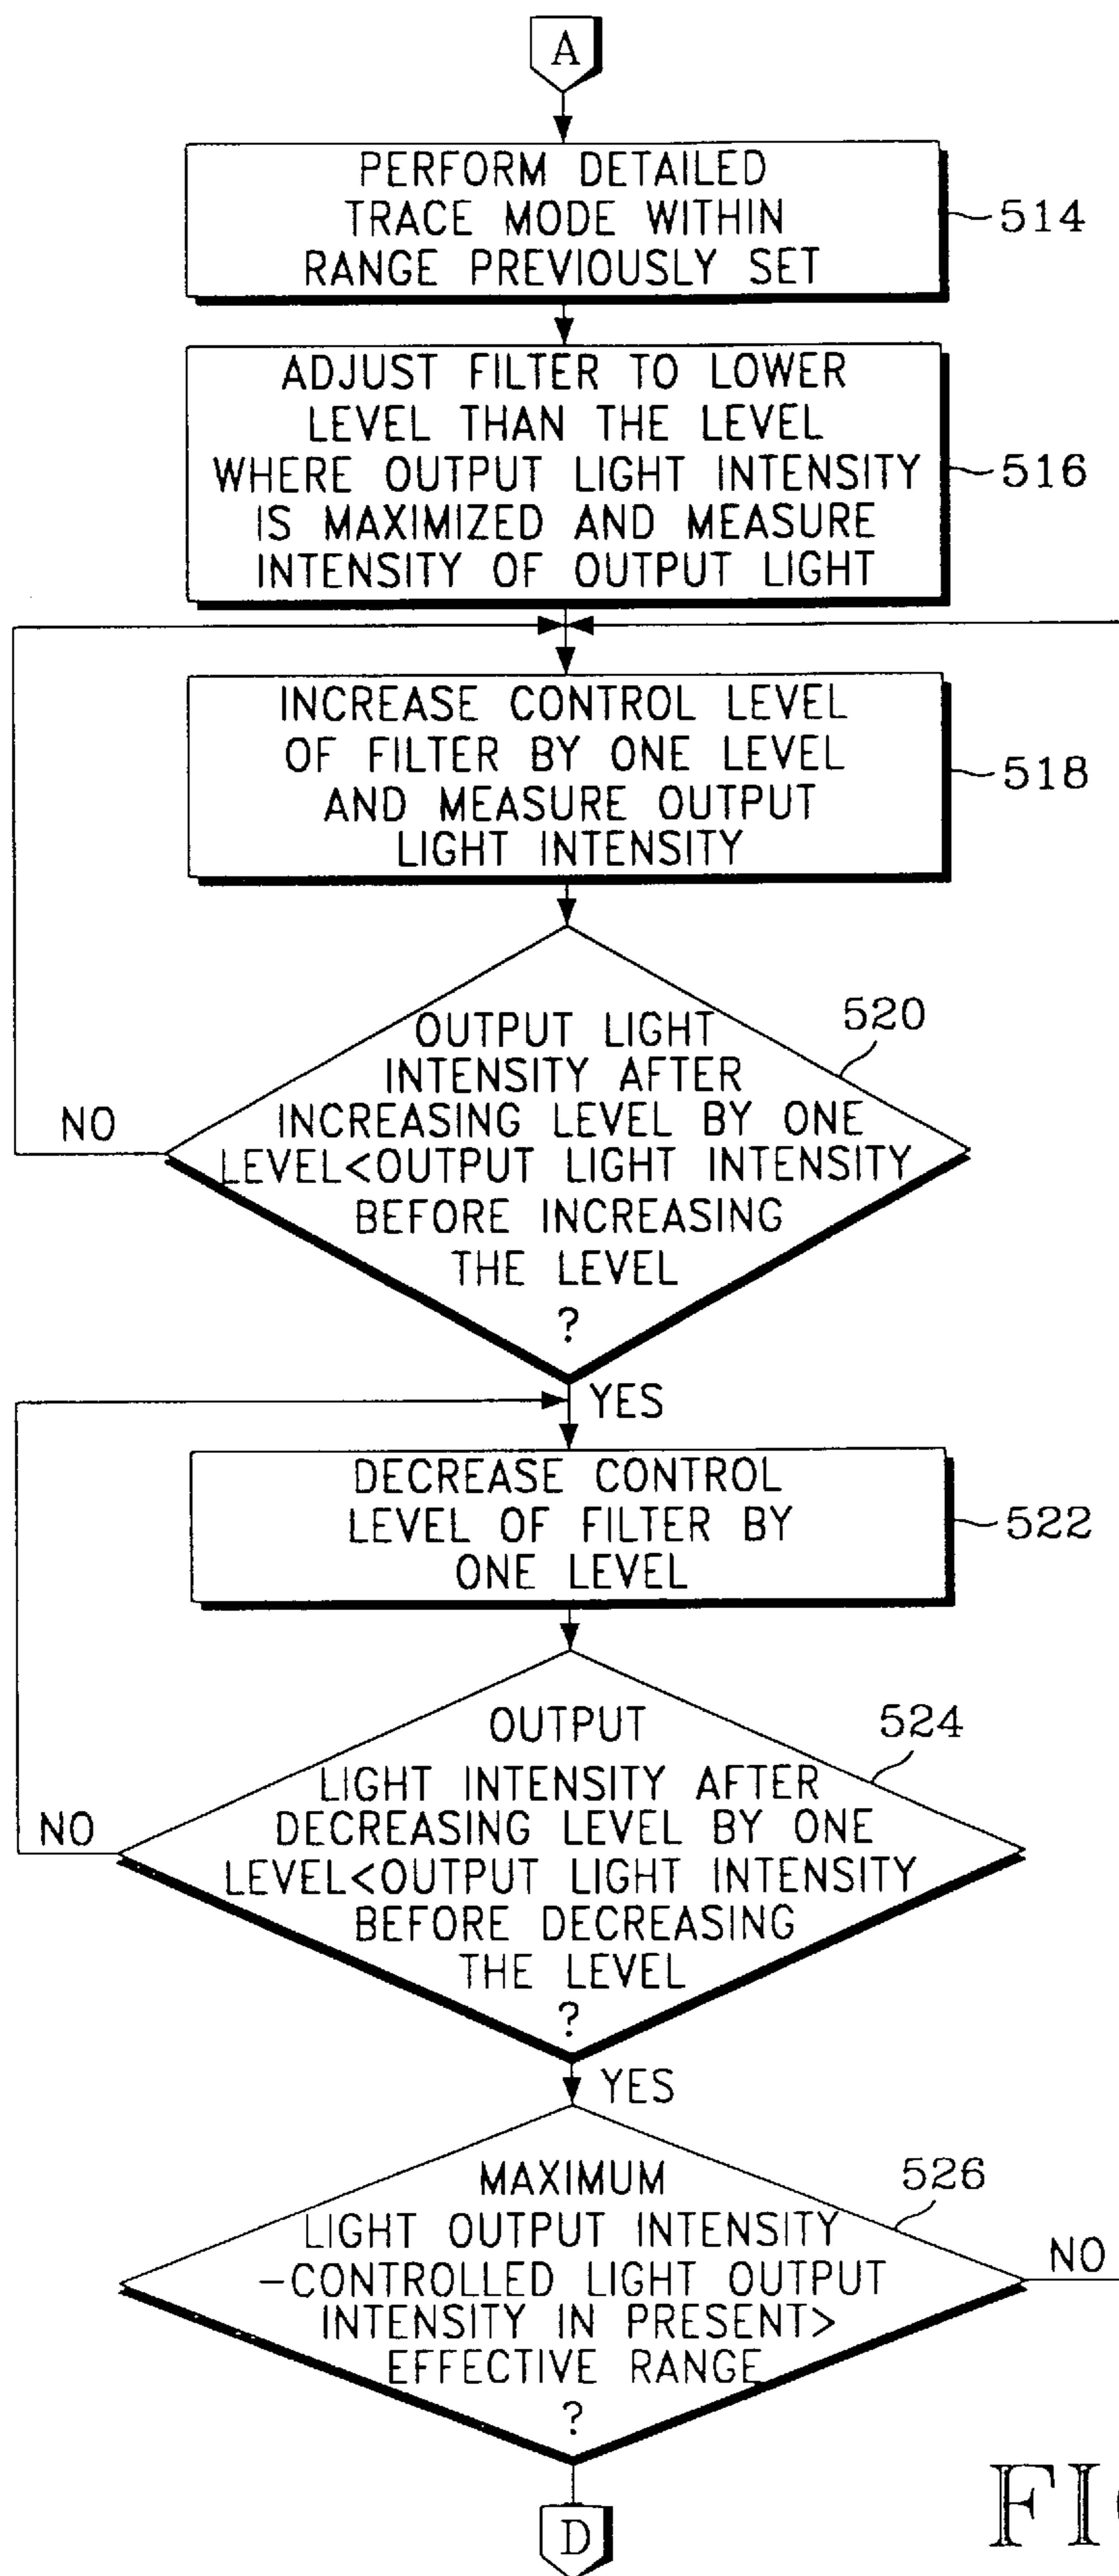 A
PERFORM DETAILED
TRACE MODE WITHIN
RANGE PREVIOUSLY SET
514
ADJUST FILTER TO LOWER
LEVEL THAN THE LEVEL
WHERE OUTPUT LIGHT INTENSITY
IS MAXIMIZED AND MEASURE
INTENSITY OF OUTPUT LIGHT
516
INCREASE CONTROL LEVEL
OF FILTER BY ONE LEVEL
AND MEASURE OUTPUT
LIGHT INTENSITY
518
OUTPUT LIGHT
INTENSITY AFTER
INCREASING LEVEL BY ONE
LEVEL<OUTPUT LIGHT INTENSITY
BEFORE INCREASING
THE LEVEL
?
520
NO
YES
DECREASE CONTROL
LEVEL OF FILTER BY
ONE LEVEL
522
OUTPUT
LIGHT INTENSITY AFTER
DECREASING LEVEL BY ONE
LEVEL<OUTPUT LIGHT INTENSITY
BEFORE DECREASING
THE LEVEL
?
524
NO
YES
MAXIMUM
LIGHT OUTPUT INTENSITY
-CONTROLLED LIGHT OUTPUT
INTENSITY IN PRESENT>
EFFECTIVE RANGE
?
526
NO
D